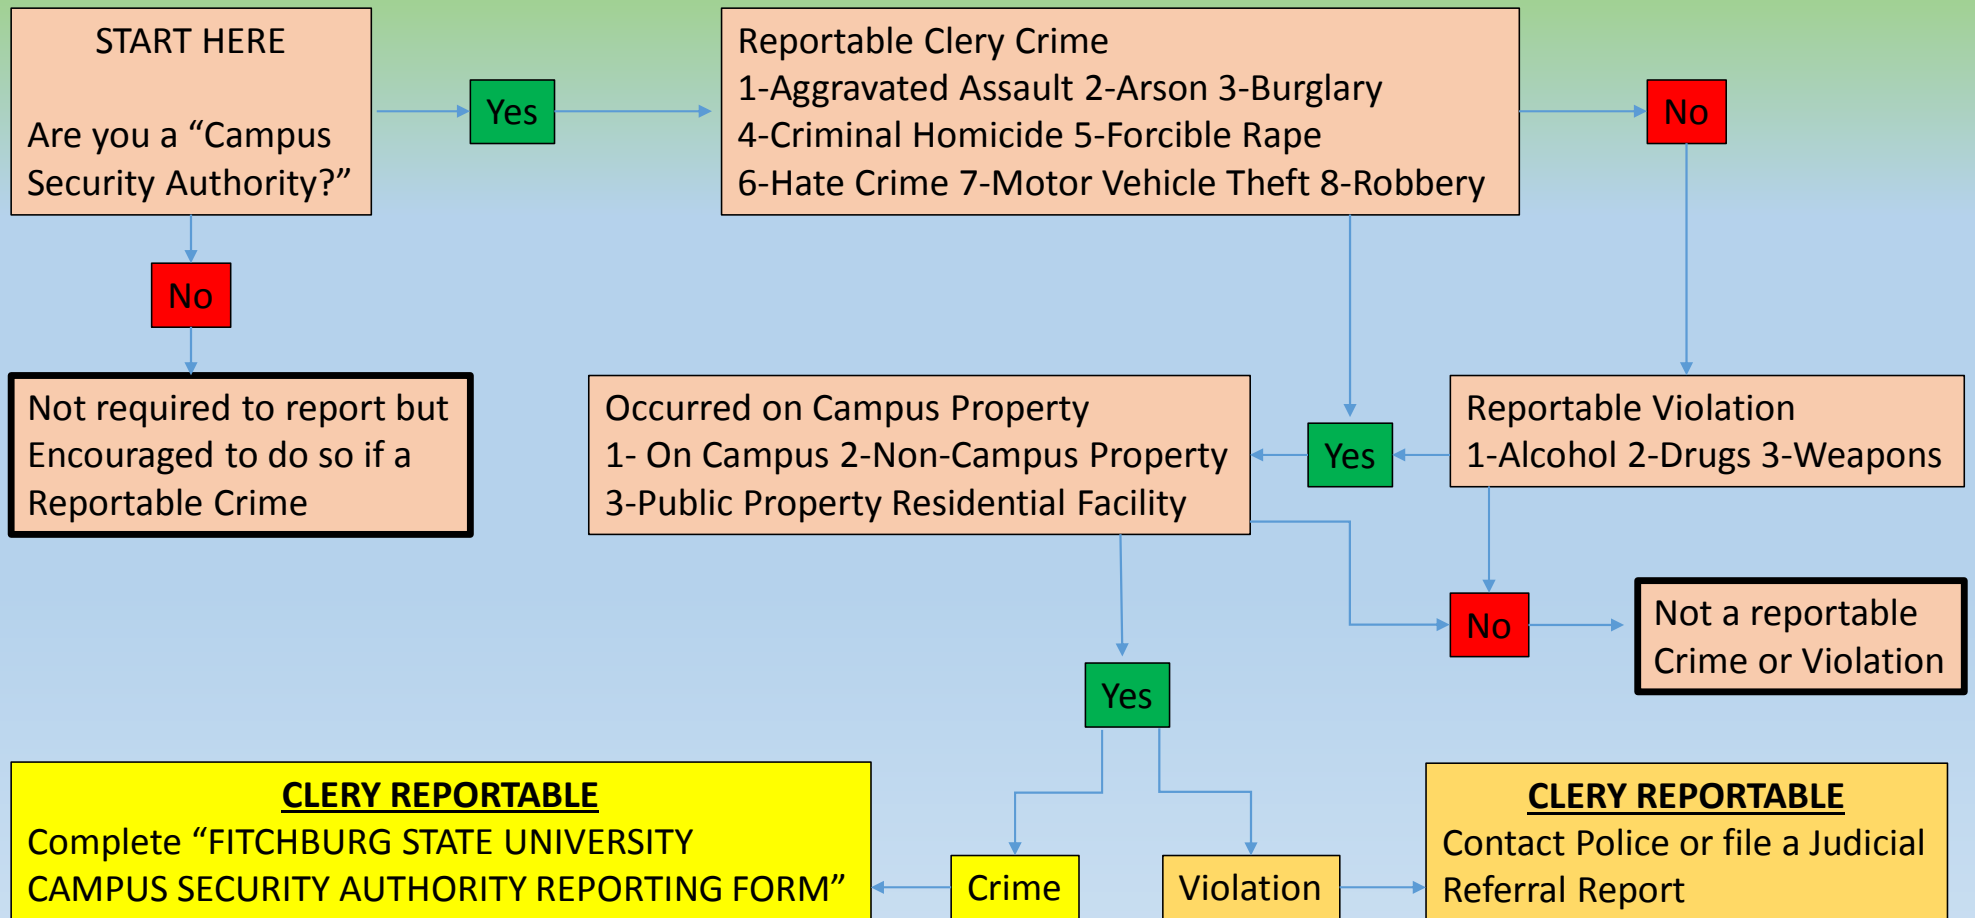 START HERE
Are you a “Campus
Security Authority?”
Yes
Reportable Clery Crime
1-Aggravated Assault 2-Arson 3-Burglary
4-Criminal Homicide 5-Forcible Rape
6-Hate Crime 7-Motor Vehicle Theft 8-Robbery
No
No
Not required to report but
Encouraged to do so if a
Reportable Crime
Occurred on Campus Property
1- On Campus 2-Non-Campus Property
3-Public Property Residential Facility
Yes
Reportable Violation
1-Alcohol 2-Drugs 3-Weapons
No
Not a reportable
Crime or Violation
Yes
CLERY REPORTABLE
Complete “FITCHBURG STATE UNIVERSITY
CAMPUS SECURITY AUTHORITY REPORTING FORM”
Crime
Violation
CLERY REPORTABLE
Contact Police or file a Judicial
Referral Report